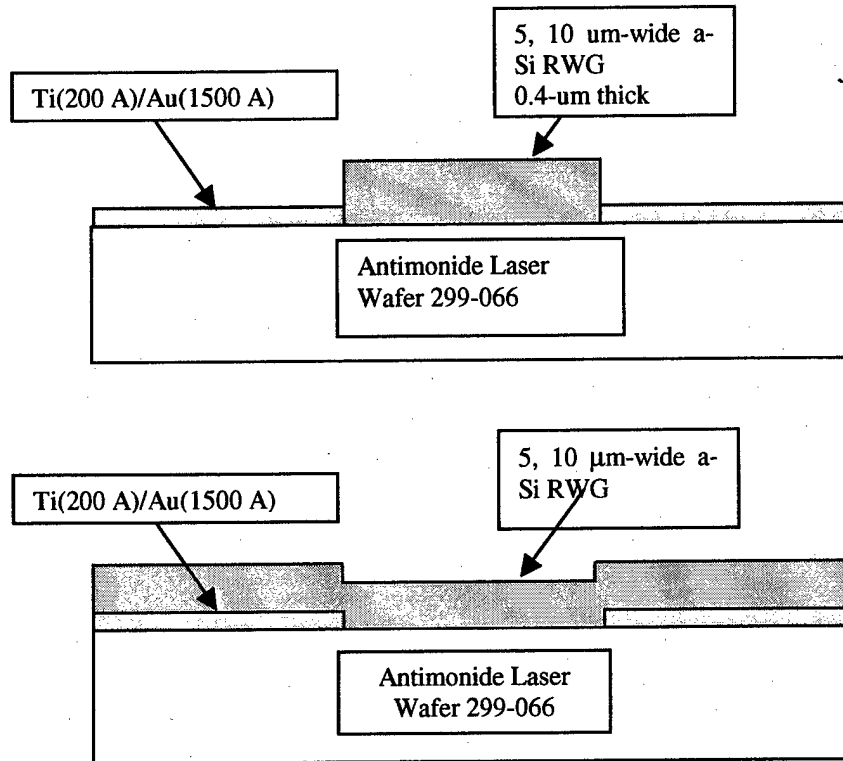 5, 10 um-wide a-
Si RWG
0.4-um thick
Ti(200 A)/Au(1500 A)
Antimonide Laser
Wafer 299-066
5, 10 μm-wide a-
Si RWG
Ti(200 A)/Au(1500 A)
Antimonide Laser
Wafer 299-066